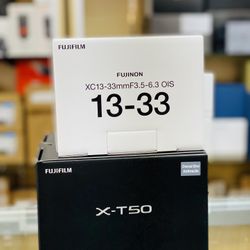 FUJIFILM
FUJINON
XC13-33mmF3.5-6.3 OIS
13-33
FUJIFILM
X-T50